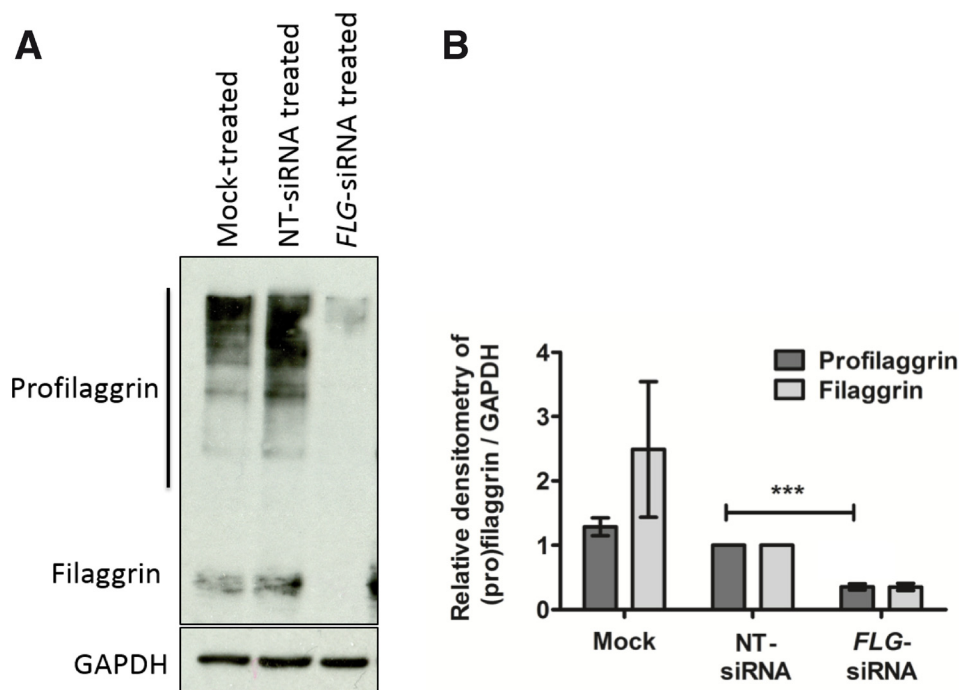 A
Mock-treated
NT-siRNA treated
FLG-siRNA treated
Profilaggrin
Filaggrin
GAPDH
B
Relative densitometry of
(pro)filaggrin / GAPDH
4
3
2
1
0
Profilaggrin
Filaggrin
***
Mock
NT-
siRNA
FLG-
siRNA